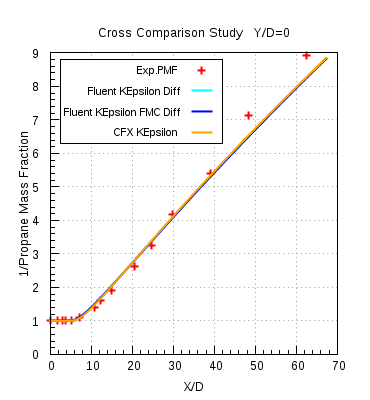 Cross Comparison Study Y/D=0
1/Propane Mass Fraction
9
8
7
6
5
4
3
2
1
0
Exp.PMF
Fluent KEpsilon Diff
Fluent KEpsilon FMC Diff
CFX KEpsilon
0 10 20 30 40 50 60 70
X/D